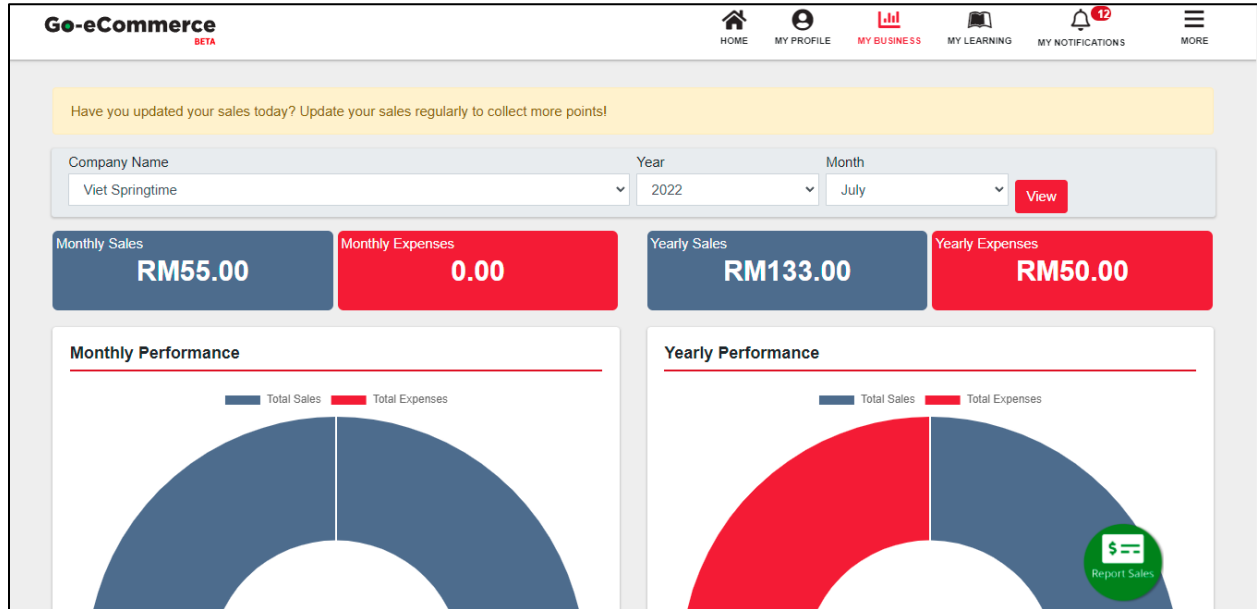 Go-eCommerce
BETA
HOME
MY PROFILE
MY BUSINESS
MY LEARNING
12
MY NOTIFICATIONS
MORE
Have you updated your sales today? Update your sales regularly to collect more points!
Company Name
Viet Springtime
Year
2022
Month
July
View
Monthly Sales
RM55.00
Monthly Expenses
0.00
Yearly Sales
RM133.00
Yearly Expenses
RM50.00
Monthly Performance
Total Sales
Total Expenses
Yearly Performance
Total Sales
Total Expenses
$
Report Sales